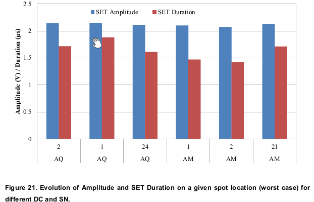 2.5
SET Amplitude SET Duration
2
1.5
1
0.5
0
Amplitude (V) / Duration (µs)
2 1 24 1 2 21
AQ AQ AQ AM AM AM
Figure 21. Evolution of Amplitude and SET Duration on a given spot location (worst case) for
different DC and SN.